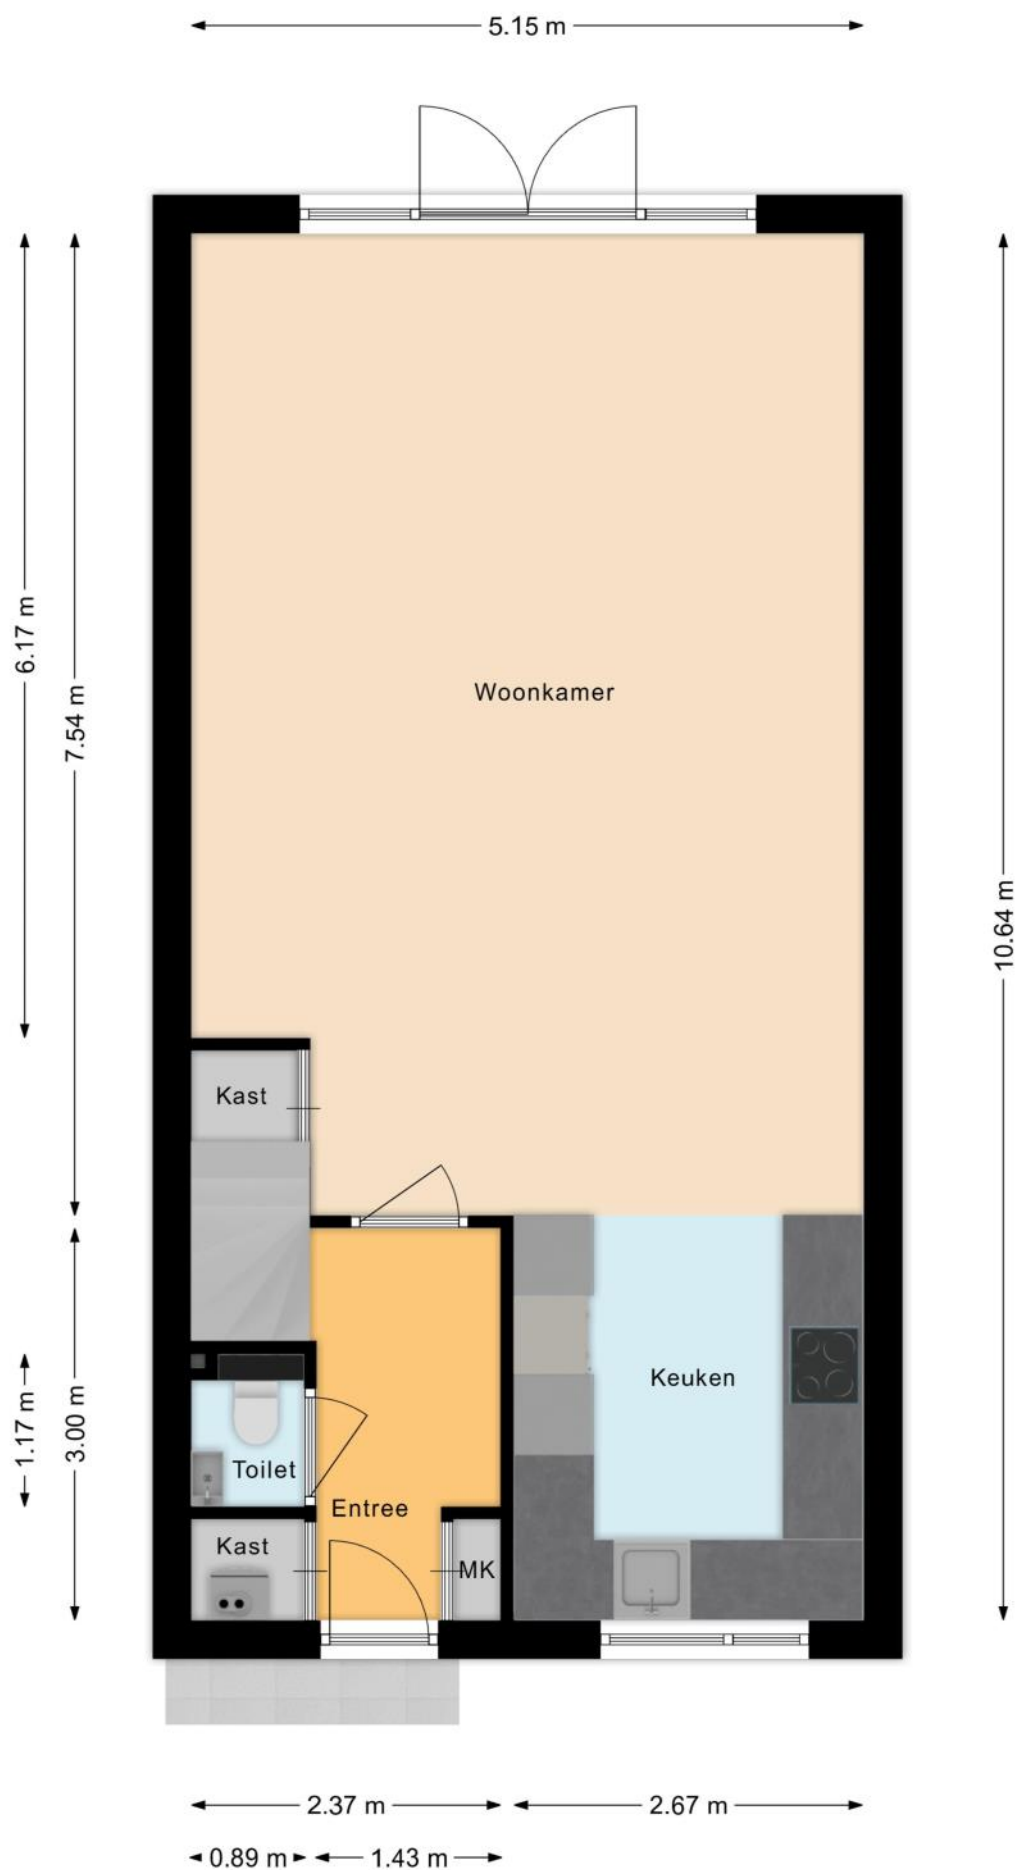 5.15 m
6.17 m
7.54 m
10.64 m
Woonkamer
Kast
Keuken
1.17 m
3.00 m
Toilet
Entree
Kast
MK
2.37 m
2.67 m
0.89 m
1.43 m